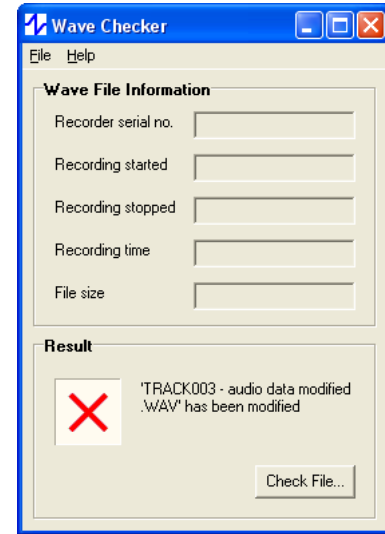 Wave Checker
File Help
Wave File Information
Recorder serial no.
Recording started
Recording stopped
Recording time
File size
Result
'TRACK003 - audio data modified
.WAV' has been modified
Check File...